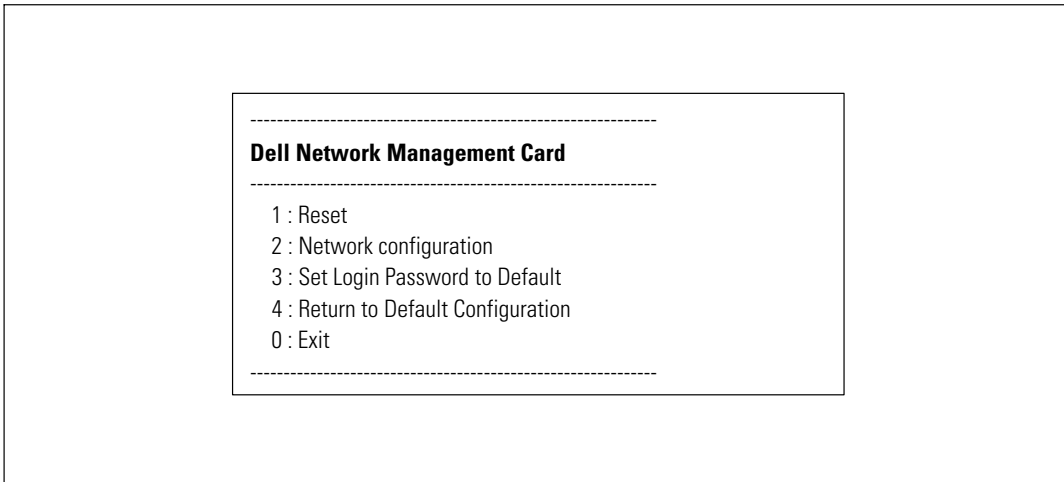 -------------------------------------------------------------
Dell Network Management Card
-------------------------------------------------------------
1 : Reset
2 : Network configuration
3 : Set Login Password to Default
4 : Return to Default Configuration
0 : Exit
-------------------------------------------------------------